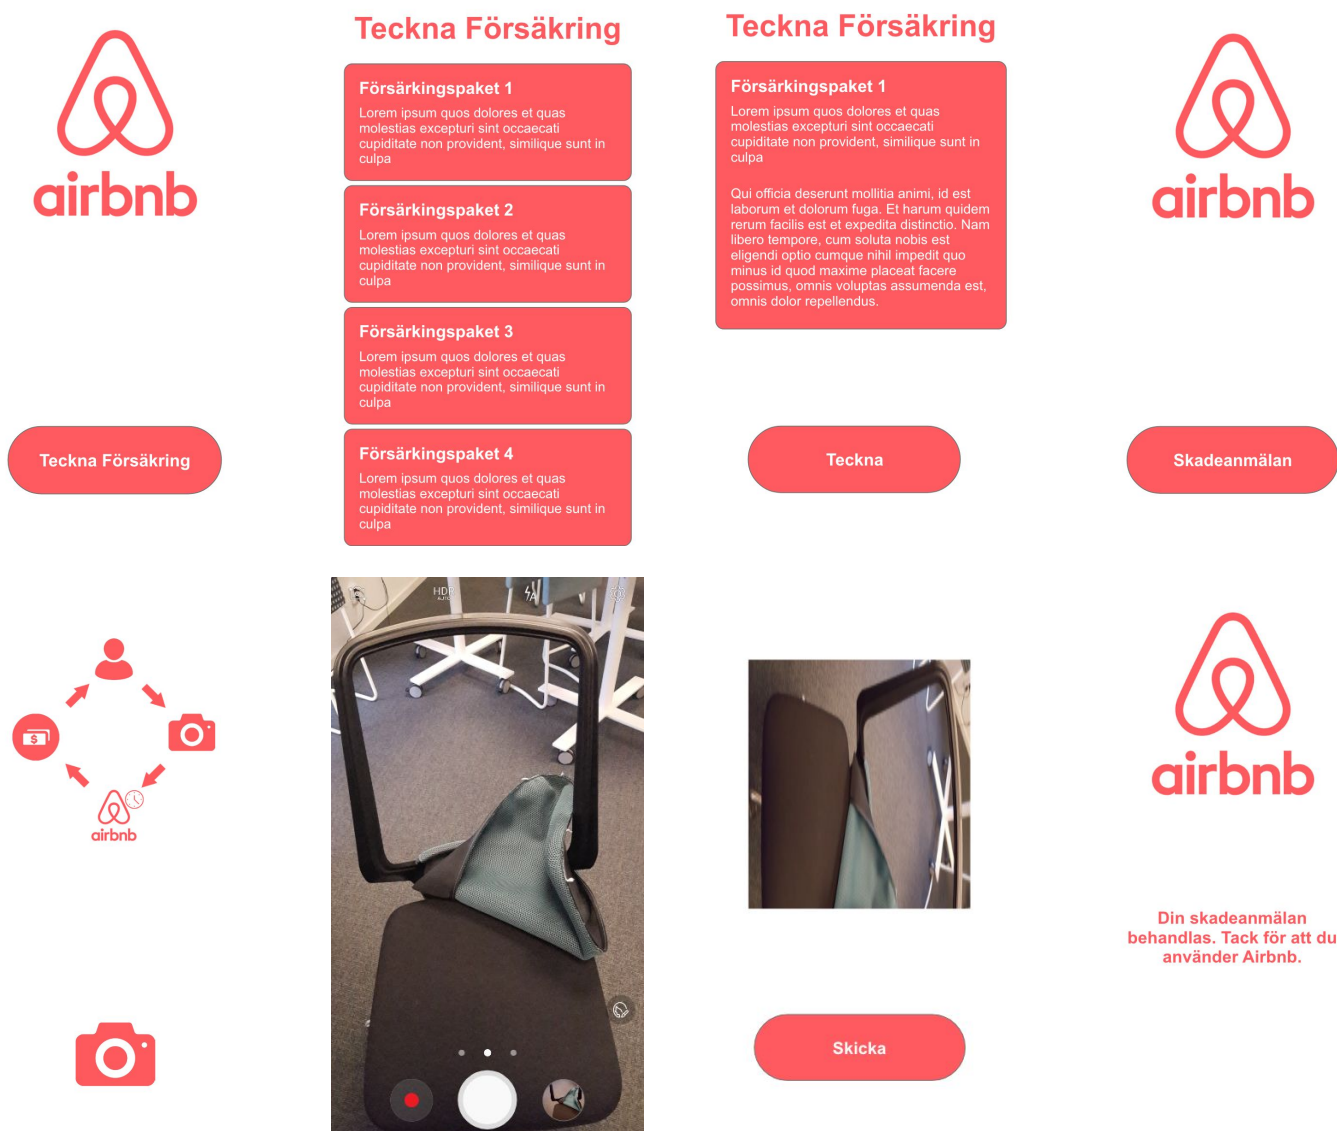 airbnb
Teckna Försäkring
Teckna Försäkring
Försärkingspaket 1
Lorem ipsum quos dolores et quas
molestias excepturi sint occaecati
cupiditate non provident, similique sunt in
culpa
Försärkingspaket 2
Lorem ipsum quos dolores et quas
molestias excepturi sint occaecati
cupiditate non provident, similique sunt in
culpa
Försärkingspaket 3
Lorem ipsum quos dolores et quas
molestias excepturi sint occaecati
cupiditate non provident, similique sunt in
culpa
Försärkingspaket 4
Lorem ipsum quos dolores et quas
molestias excepturi sint occaecati
cupiditate non provident, similique sunt in
culpa
Teckna Försäkring
Försärkingspaket 1
Lorem ipsum quos dolores et quas
molestias excepturi sint occaecati
cupiditate non provident, similique sunt in
culpa
Qui officia deserunt mollitia animi, id est
laborum et dolorum fuga. Et harum quidem
rerum facilis est et expedita distinctio. Nam
libero tempore, cum soluta nobis est
eligendi optio cumque nihil impedit quo
minus id quod maxime placeat facere
possimus, omnis voluptas assumenda est,
omnis dolor repellendus.
Teckna
airbnb
Skadeanmälan
$
airbnb
HDR
AUTO
A
Skicka
airbnb
Din skadeanmälan
behandlas. Tack för att du
använder Airbnb.